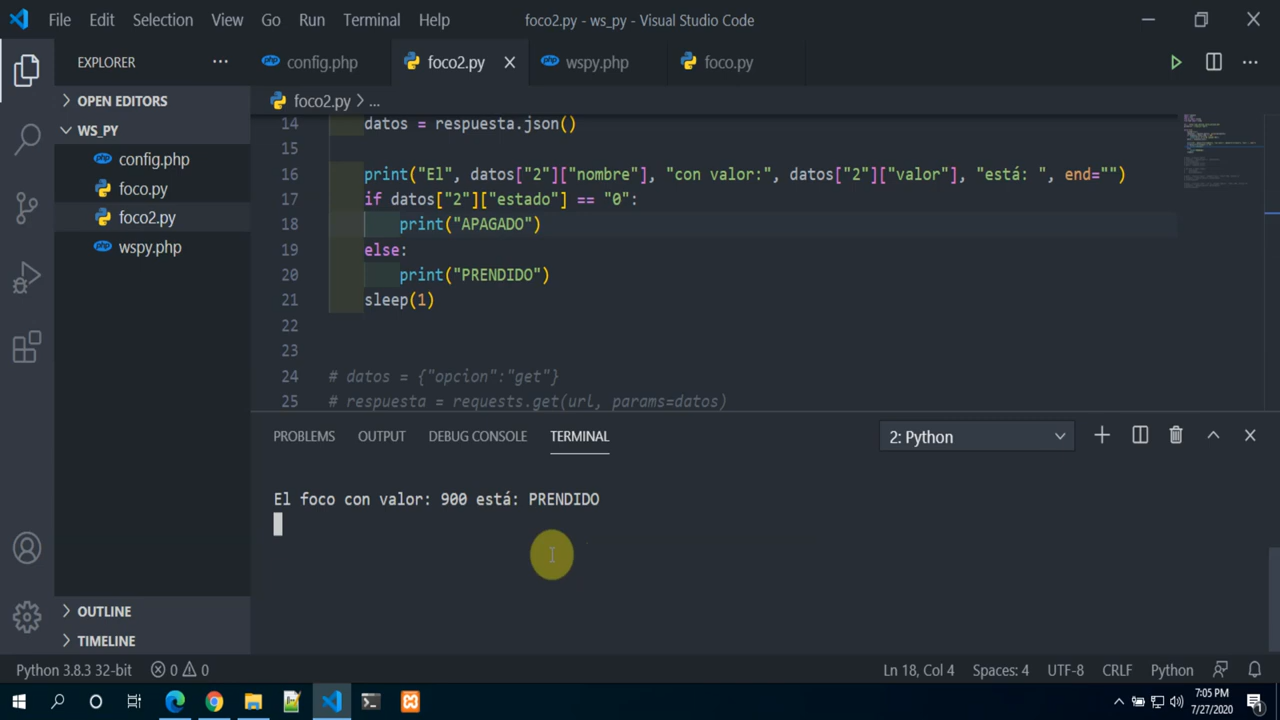 File Edit Selection View Go Run Terminal Help foco2.py - ws_py - Visual Studio Code
EXPLORER
config.php foco2.py wspy.php foco.py
OPEN EDITORS
WS_PY
config.php
foco.py
foco2.py
wspy.php
OUTLINE
TIMELINE
foco2.py > ...
14 datos = respuesta.json()
15
16 print("El", datos["2"]["nombre"], "con valor:", datos["2"]["valor"], "está: ", end="")
17 if datos["2"]["estado"] == "0":
18 print("APAGADO")
19 else:
20 print("PRENDIDO")
21 sleep(1)
22
23
24 # datos = {"opcion":"get"}
25 # respuesta = requests.get(url, params=datos)
PROBLEMS OUTPUT DEBUG CONSOLE TERMINAL 2: Python
El foco con valor: 900 está: PRENDIDO
Python 3.8.3 32-bit 0 0 Ln 18, Col 4 Spaces: 4 UTF-8 CRLF Python
7:05 PM
7/27/2020
1